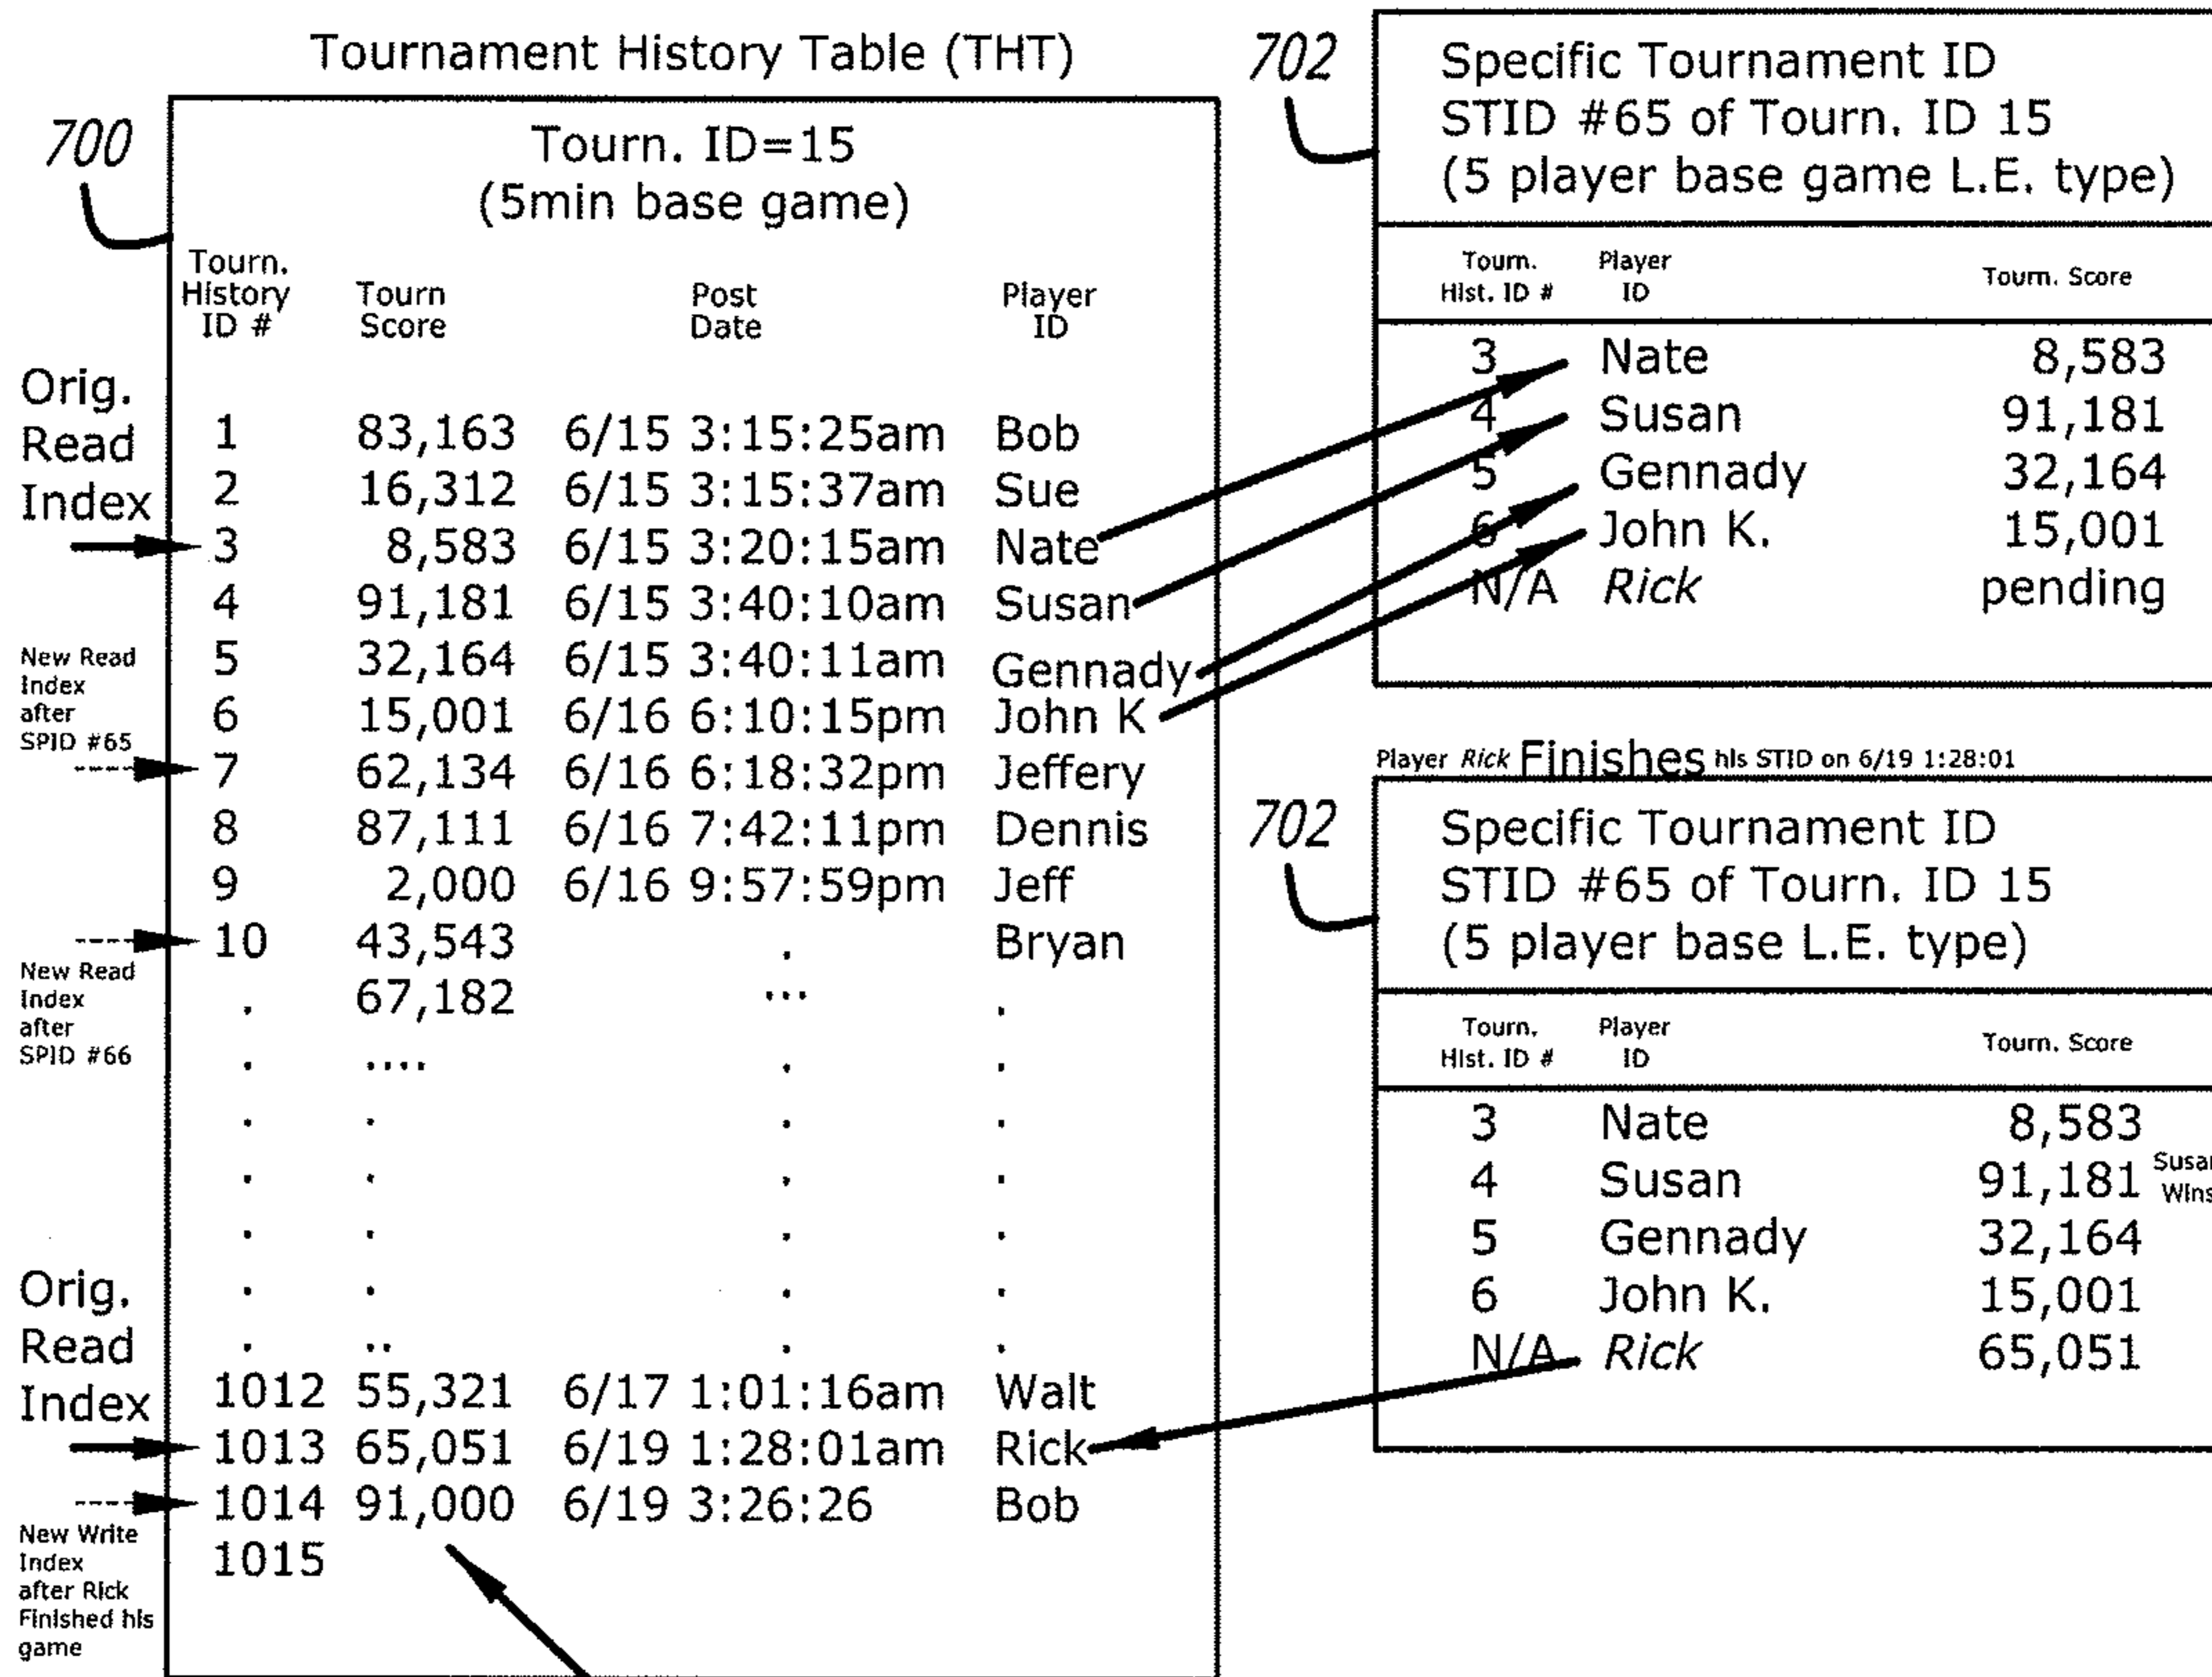 Tournament History Table (THT)
700
Tourn. ID=15
(5min base game)
Tourn. History ID # Tourn Score Post Date Player ID
Orig. Read Index
1 83,163 6/15 3:15:25am Bob
2 16,312 6/15 3:15:37am Sue
3 8,583 6/15 3:20:15am Nate
4 91,181 6/15 3:40:10am Susan
New Read Index after SPID #65
5 32,164 6/15 3:40:11am Gennady
6 15,001 6/16 6:10:15pm John K
7 62,134 6/16 6:18:32pm Jeffery
8 87,111 6/16 7:42:11pm Dennis
9 2,000 6/16 9:57:59pm Jeff
10 43,543 . Bryan
New Read Index after SPID #66
. 67,182 ... .
. .... . .
. . . .
. . . .
. . . .
. . . .
. .. . .
Orig. Read Index
1012 55,321 6/17 1:01:16am Walt
1013 65,051 6/19 1:28:01am Rick
1014 91,000 6/19 3:26:26 Bob
1015
New Write Index after Rick Finished his game
702
Specific Tournament ID
STID #65 of Tourn. ID 15
(5 player base game L.E. type)
Tourn. Hist. ID # Player ID Tourn. Score
3 Nate 8,583
4 Susan 91,181
5 Gennady 32,164
6 John K. 15,001
N/A Rick pending
Player Rick Finishes his STID on 6/19 1:28:01
702
Specific Tournament ID
STID #65 of Tourn. ID 15
(5 player base L.E. type)
Tourn. Hist. ID # Player ID Tourn. Score
3 Nate 8,583
4 Susan 91,181 Susan Wins
5 Gennady 32,164
6 John K. 15,001
N/A Rick 65,051